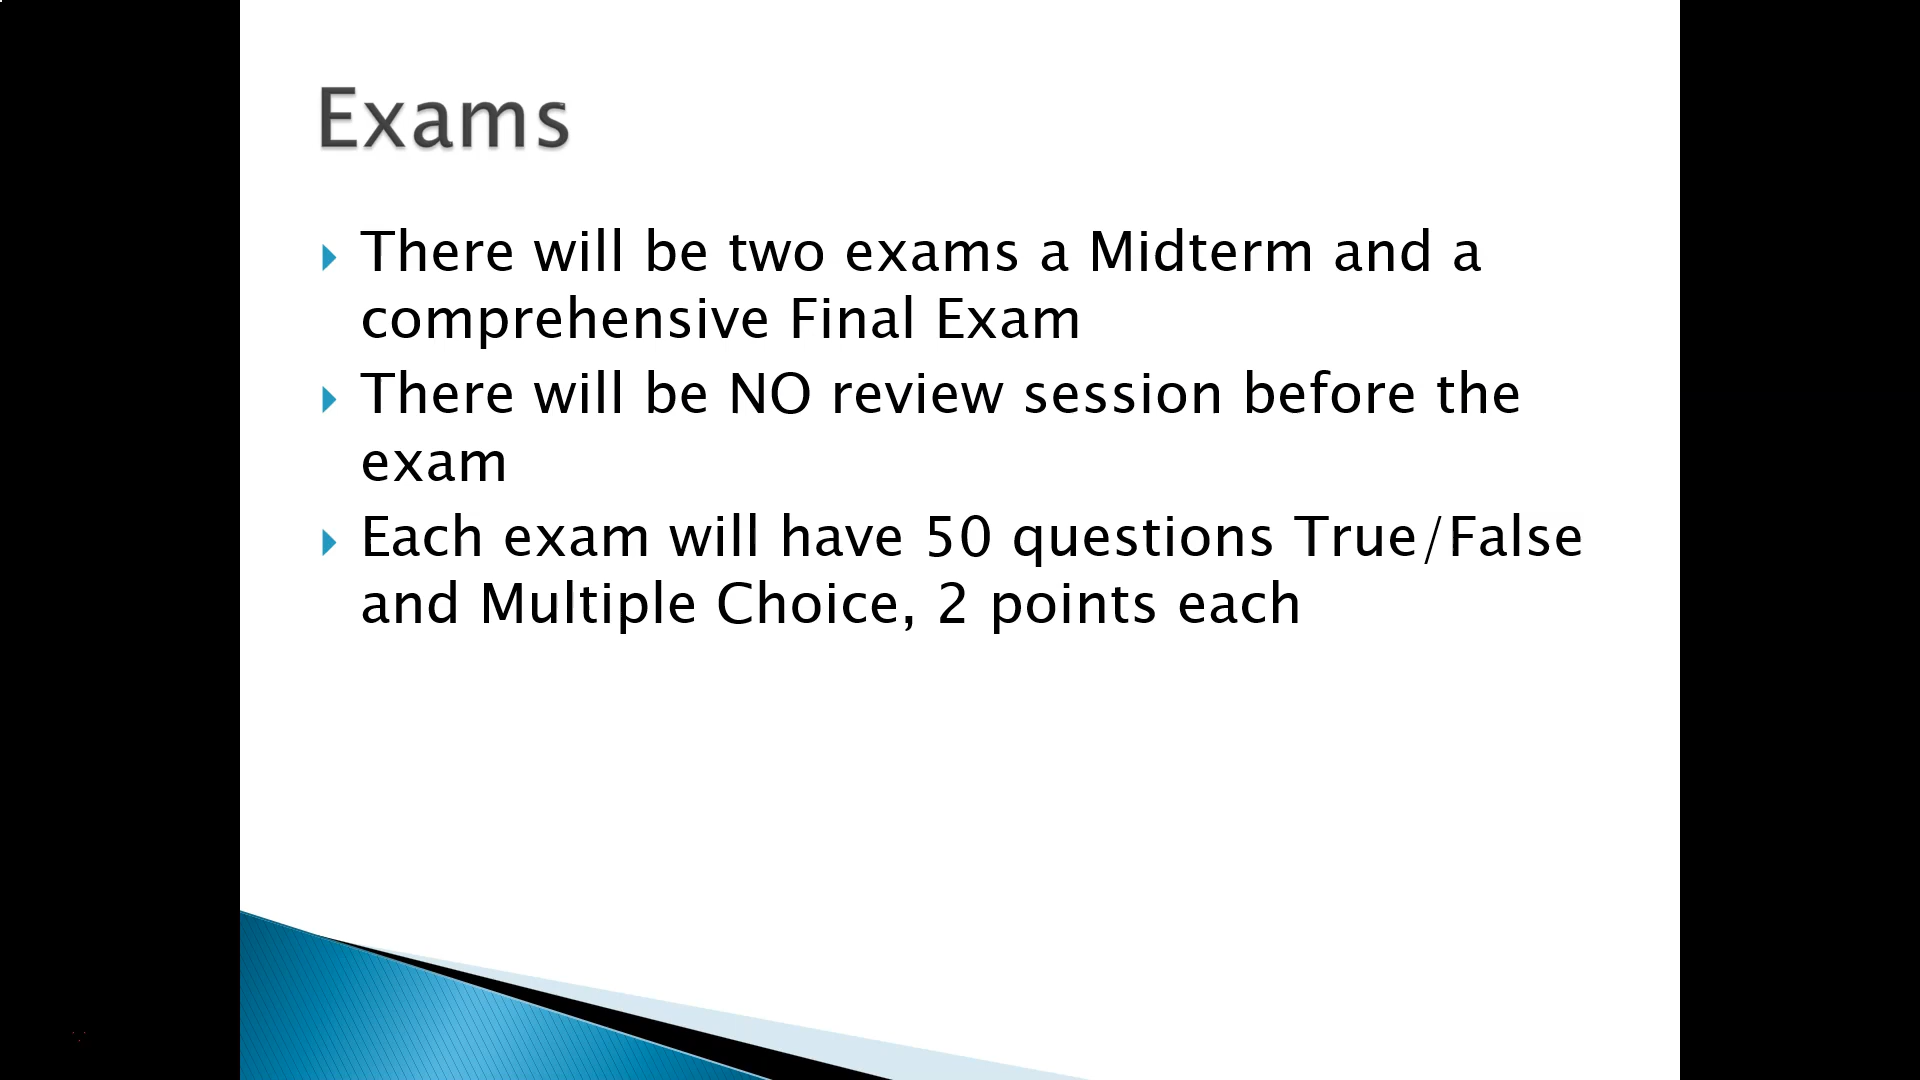 Exams
There will be two exams a Midterm and a
comprehensive Final Exam
There will be NO review session before the
exam
Each exam will have 50 questions True/False
and Multiple Choice, 2 points each